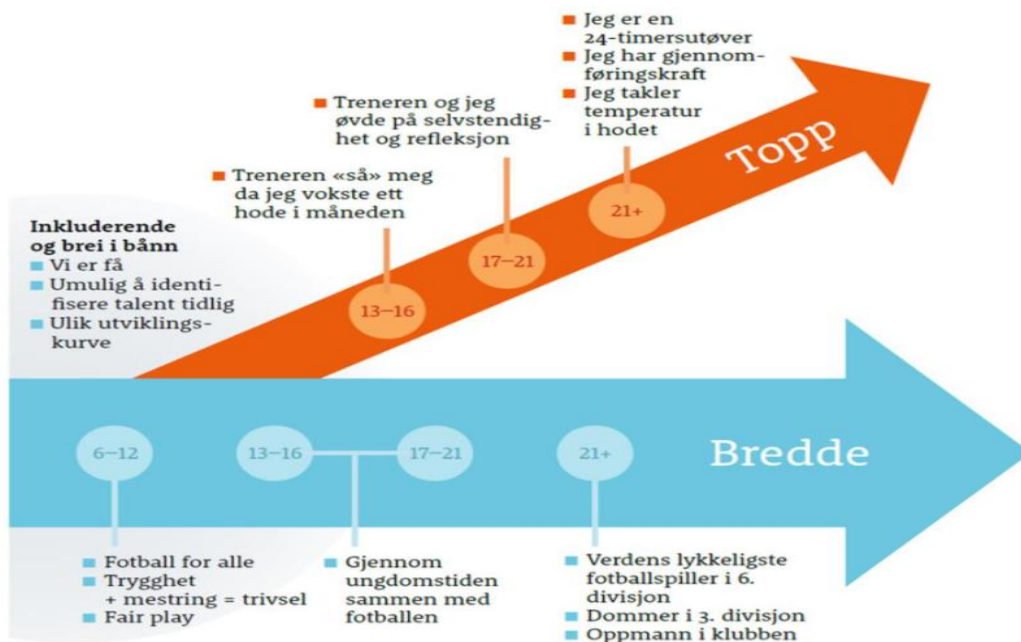 Jeg er en
24-timersutøver
Jeg har gjennom-
føringskraft
Jeg takler
temperatur
i hodet
Treneren og jeg
øvde på selvstendig-
het og refleksjon
Treneren «så» meg
da jeg vokste ett
hode i måneden
Topp
21+
17–21
13–16
Inkluderende
og brei i bånn
Vi er få
Umulig å identi-
fisere talent tidlig
Ulik utviklings-
kurve
6–12
13–16
17–21
21+
Bredde
Fotball for alle
Trygghet
+ mestring = trivsel
Fair play
Gjennom
ungdomstiden
sammen med
fotballen
Verdens lykkeligste
fotballspiller i 6.
divisjon
Dommer i 3. divisjon
Oppmann i klubben